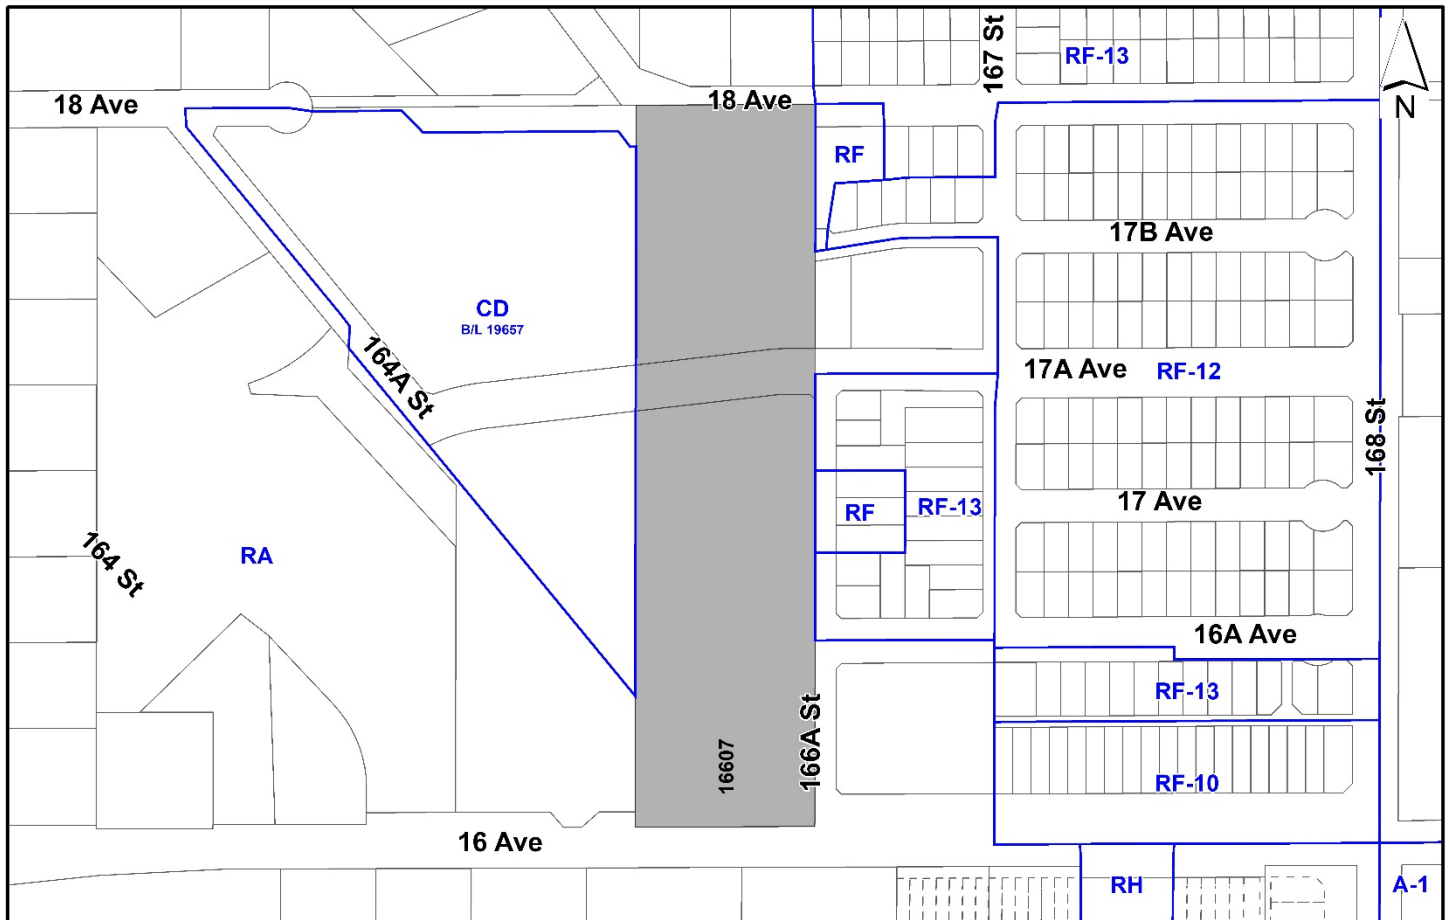 167 St
RF-13
N
18 Ave
18 Ave
RF
17B Ave
CD
B/L 19657
164A St
17A Ave
RF-12
168 St
17 Ave
RF
RF-13
164 St
RA
16A Ave
RF-13
16607
166A St
RF-10
16 Ave
RH
A-1